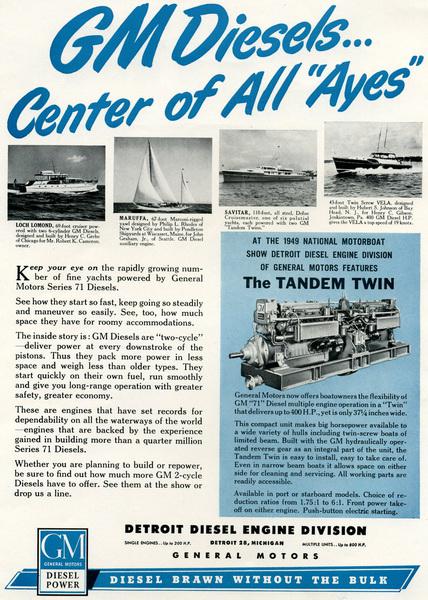 GM Diesels...
Center of All "Ayes"
LOCH LOMOND, 60-foot cruiser powered with two 6-cylinder GM Diesels, designed and built by Henry C. Grebe of Chicago for Mr. Robert K. Cameron, owner.
MARUFFA, 67-foot Marconi-rigged yawl designed by Philip L. Rhodes of New York City and built by Pendleton Shipyards at Wiscasset, Maine, for John Graham, Jr., of Seattle. GM Diesel auxiliary engine.
SAVITAR, 118-foot, all steel, Defoe Cruisemaster, one of six palatial yachts, each powered with two GM "Tandem Twins."
45-foot Twin Screw VELA, designed and built by Hubert S. Johnson of Bay Head, N. J., for Henry C. Gibson, Jenkintown, Pa. 400 GM Diesel H.P. gives the VELA a top speed of 19 knots.
Keep your eye on the rapidly growing num-
ber of fine yachts powered by General
Motors Series 71 Diesels.
See how they start so fast, keep going so steadily
and maneuver so easily. See, too, how much
space they have for roomy accommodations.
The inside story is: GM Diesels are "two-cycle"
—deliver power at every downstroke of the
pistons. Thus they pack more power in less
space and weigh less than older types. They
start quickly on their own fuel, run smoothly
and give you long-range operation with greater
safety, greater economy.
These are engines that have set records for
dependability on all the waterways of the world
—engines that are backed by the experience
gained in building more than a quarter million
Series 71 Diesels.
Whether you are planning to build or repower,
be sure to find out how much more GM 2-cycle
Diesels have to offer. See them at the show or
drop us a line.
AT THE 1949 NATIONAL MOTORBOAT
SHOW DETROIT DIESEL ENGINE DIVISION
OF GENERAL MOTORS FEATURES
The TANDEM TWIN
General Motors now offers boatowners the flexibility of
GM "71" Diesel multiple engine operation in a "Twin"
that delivers up to 400 H.P., yet is only 37¼ inches wide.
This compact unit makes big horsepower available to
a wide variety of hulls including twin-screw boats of
limited beam. Built with the GM hydraulically oper-
ated reverse gear as an integral part of the unit, the
Tandem Twin is easy to install, easy to take care of.
Even in narrow beam boats it allows space on either
side for cleaning and servicing. All working parts are
readily accessible.
Available in port or starboard models. Choice of re-
duction ratios from 1.75:1 to 6:1. Front power take-
off on either engine. Push-button electric starting.
DETROIT DIESEL ENGINE DIVISION
SINGLE ENGINES...Up to 200 H.P. DETROIT 28, MICHIGAN MULTIPLE UNITS...Up to 800 H.P.
GENERAL MOTORS
GM
GENERAL MOTORS
DIESEL
POWER
DIESEL BRAWN WITHOUT THE BULK